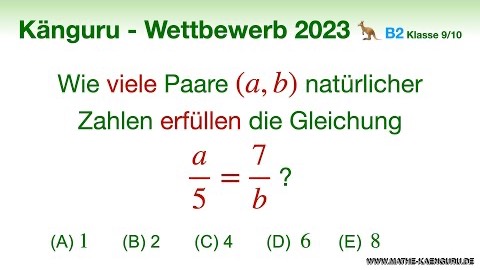 Känguru - Wettbewerb 2023 🦘 B2 Klasse 9/10
Wie viele Paare (a, b) natürlicher
Zahlen erfüllen die Gleichung
a/5 = 7/b ?
(A) 1 (B) 2 (C) 4 (D) 6 (E) 8
WWW.MATHE-KAENGURU.DE